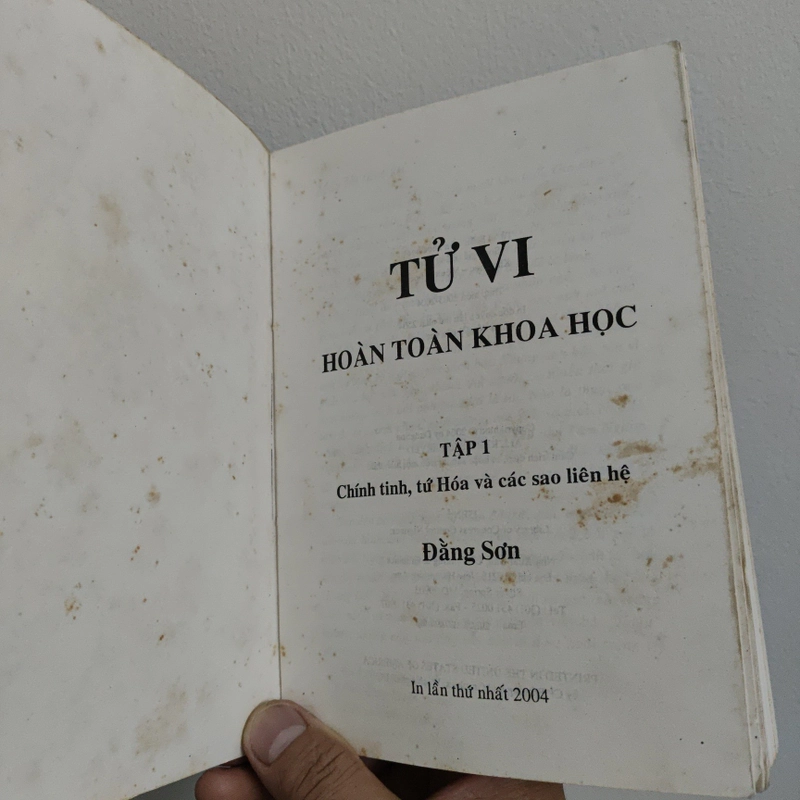 TỬ VI
HOÀN TOÀN KHOA HỌC
TẬP 1
Chính tinh, tứ Hóa và các sao liên hệ
Đằng Sơn
In lần thứ nhất 2004